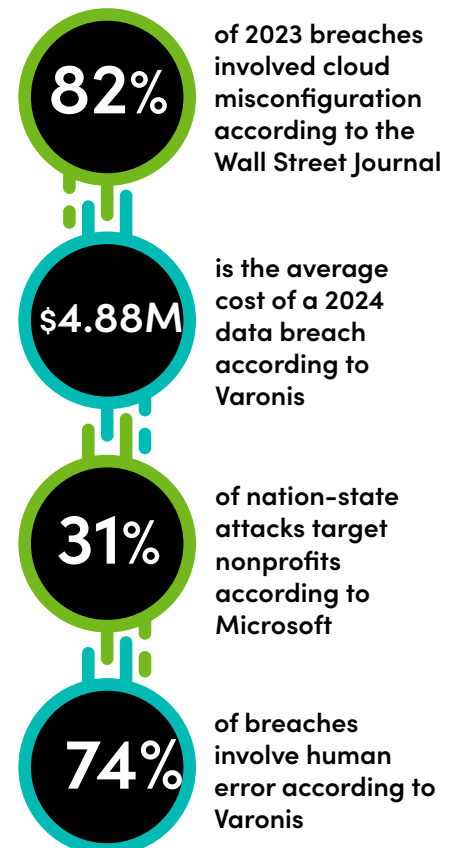 82%
of 2023 breaches
involved cloud
misconfiguration
according to the
Wall Street Journal
$4.88M
is the average
cost of a 2024
data breach
according to
Varonis
31%
of nation-state
attacks target
nonprofits
according to
Microsoft
74%
of breaches
involve human
error according to
Varonis